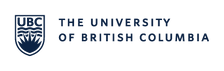 UBC
THE UNIVERSITY
OF BRITISH COLUMBIA